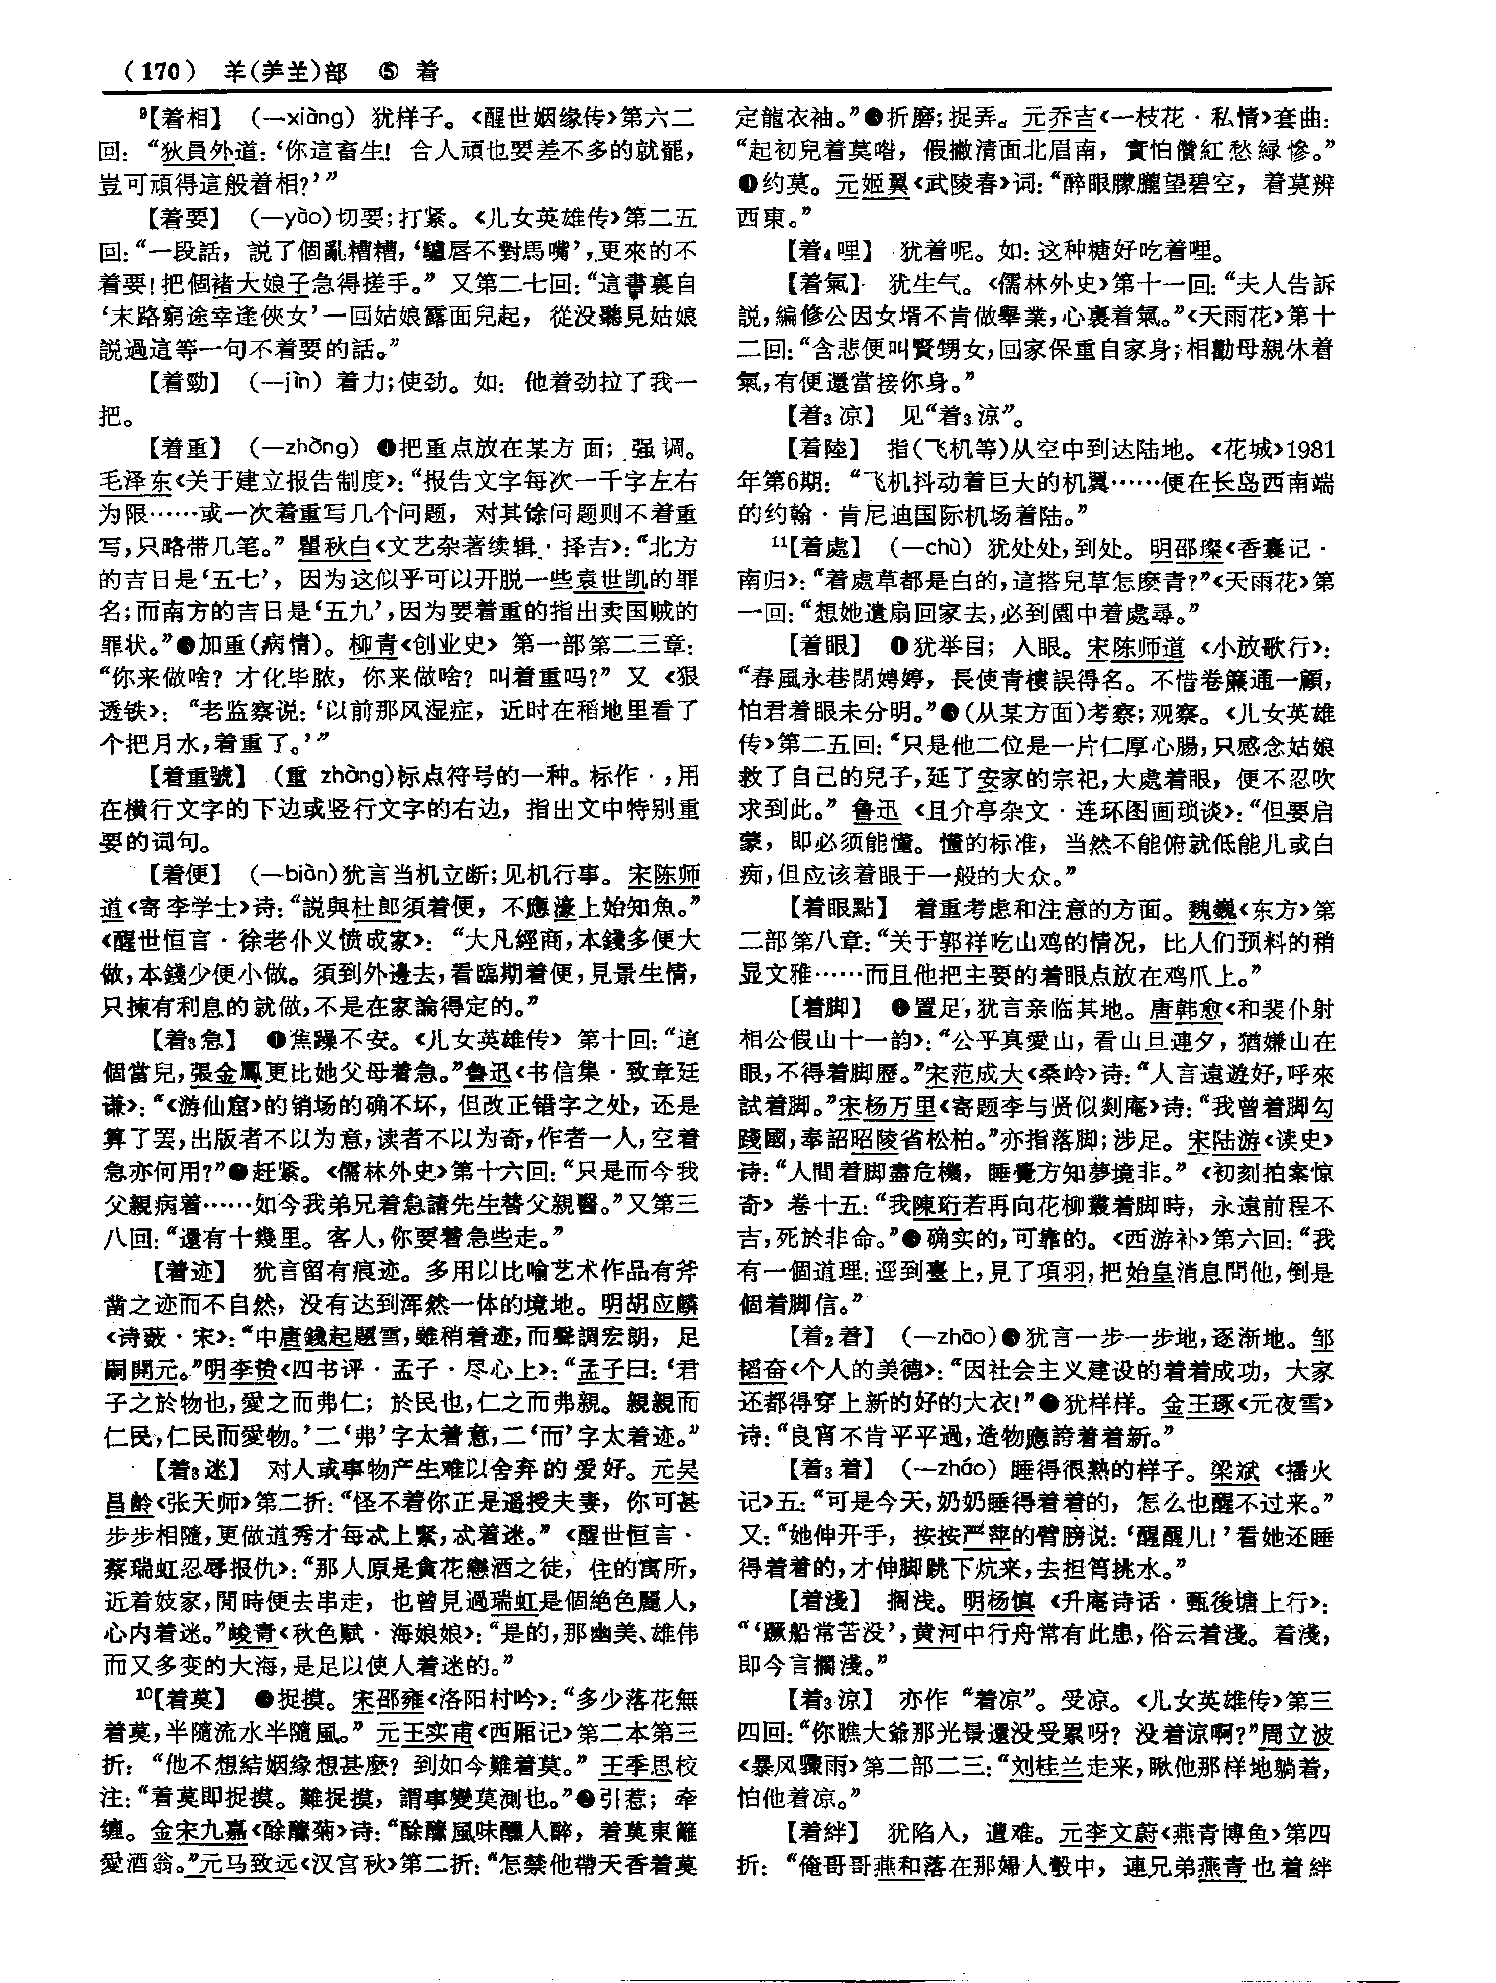 （170） 羊(⺶⺷)部 ⑤ 着
⁹【着相】 （—xiàng）犹样子。《醒世姻缘传》第六二
回：“狄員外道：‘你這畜生！合人頑也要差不多的就罷，
豈可頑得這般着相？’”
【着要】 （—yào）切要；打紧。《儿女英雄传》第二五
回：“一段話，説了個亂糟糟，‘驢唇不對馬嘴’，更來的不
着要！把個褚大娘子急得搓手。”又第二七回：“這書裏自
‘末路窮途幸逢俠女’一回姑娘露面兒起，從没聽見姑娘
説過這等一句不着要的話。”
【着勁】 （—jìn）着力；使劲。如：他着劲拉了我一
把。
【着重】 （—zhòng）❶把重点放在某方面；强调。
毛泽东《关于建立报告制度》：“报告文字每次一千字左右
为限……或一次着重写几个问题，对其馀问题则不着重
写，只略带几笔。”瞿秋白《文艺杂著续辑·择吉》：“北方
的吉日是‘五七’，因为这似乎可以开脱一些袁世凯的罪
名；而南方的吉日是‘五九’，因为要着重的指出卖国贼的
罪状。”❷加重(病情)。柳青《创业史》第一部第二三章：
“你来做啥？才化毕脓，你来做啥？叫着重吗？”又《狠
透铁》：“老监察说：‘以前那风湿症，近时在稻地里看了
个把月水，着重了。’”
【着重號】 （重 zhòng）标点符号的一种。标作·，用
在横行文字的下边或竖行文字的右边，指出文中特别重
要的词句。
【着便】 （—biàn）犹言当机立断；见机行事。宋陈师
道《寄李学士》诗：“説與杜郎須着便，不應濠上始知魚。”
《醒世恒言·徐老仆义愤成家》：“大凡經商，本錢多便大
做，本錢少便小做。須到外邊去，看臨期着便，見景生情，
只揀有利息的就做，不是在家論得定的。”
【着₃急】 ❶焦躁不安。《儿女英雄传》第十回：“這
個當兒，張金鳳更比她父母着急。”鲁迅《书信集·致章廷
谦》：“《游仙窟》的销场的确不坏，但改正错字之处，还是
算了罢，出版者不以为意，读者不以为奇，作者一人，空着
急亦何用？”❷赶紧。《儒林外史》第十六回：“只是而今我
父親病着……如今我弟兄着急請先生替父親醫。”又第三
八回：“還有十幾里。客人，你要着急些走。”
【着迹】 犹言留有痕迹。多用以比喻艺术作品有斧
凿之迹而不自然，没有达到浑然一体的境地。明胡应麟
《诗薮·宋》：“中唐錢起題雪，雖稍着迹，而聲調宏朗，足
嗣開元。”明李贽《四书评·孟子·尽心上》：“孟子曰：‘君
子之於物也，愛之而弗仁；於民也，仁之而弗親。親親而
仁民，仁民而愛物。’二‘弗’字太着意，二‘而’字太着迹。”
【着₃迷】 对人或事物产生难以舍弃的爱好。元吴
昌龄《张天师》第二折：“怪不着你正是遥授夫妻，你可甚
步步相隨，更做道秀才每忒上緊，忒着迷。”《醒世恒言·
蔡瑞虹忍辱报仇》：“那人原是貪花戀酒之徒，住的寓所，
近着妓家，閒時便去串走，也曾見過瑞虹是個絶色麗人，
心内着迷。”峻青《秋色赋·海娘娘》：“是的，那幽美、雄伟
而又多变的大海，是足以使人着迷的。”
¹⁰【着莫】 ❶捉摸。宋邵雍《洛阳村吟》：“多少落花無
着莫，半隨流水半隨風。”元王实甫《西厢记》第二本第三
折：“他不想結姻緣想甚麽？到如今難着莫。”王季思校
注：“着莫即捉摸。難捉摸，謂事變莫測也。”❷引惹；牵
缠。金宋九嘉《酴醿菊》诗：“酴醿風味醺人醉，着莫東籬
愛酒翁。”元马致远《汉宫秋》第二折：“怎禁他帶天香着莫
定龍衣袖。”❸折磨；捉弄。元乔吉《一枝花·私情》套曲：
“起初兒着莫咱，假撇清面北眉南，實怕儹紅愁緑慘。”
❹约莫。元姬翼《武陵春》词：“醉眼朦朧望碧空，着莫辨
西東。”
【着₄哩】 犹着呢。如：这种糖好吃着哩。
【着氣】 犹生气。《儒林外史》第十一回：“夫人告訴
説，編修公因女壻不肯做舉業，心裏着氣。”《天雨花》第十
二回：“含悲便叫賢甥女，回家保重自家身；相勸母親休着
氣，有便還當接你身。”
【着₃凉】 见“着₃涼”。
【着陸】 指(飞机等)从空中到达陆地。《花城》1981
年第6期：“飞机抖动着巨大的机翼……便在长岛西南端
的约翰·肯尼迪国际机场着陆。”
¹¹【着處】 （—chù）犹处处，到处。明邵璨《香囊记·
南归》：“着處草都是白的，這搭兒草怎麽青？”《天雨花》第
一回：“想她遺扇回家去，必到園中着處尋。”
【着眼】 ❶犹举目；入眼。宋陈师道《小放歌行》：
“春風永巷閉娉婷，長使青樓誤得名。不惜卷簾通一顧，
怕君着眼未分明。”❷(从某方面)考察；观察。《儿女英雄
传》第二五回：“只是他二位是一片仁厚心腸，只感念姑娘
救了自己的兒子，延了安家的宗祀，大處着眼，便不忍吹
求到此。”鲁迅《且介亭杂文·连环图画琐谈》：“但要启
蒙，即必须能懂。懂的标准，当然不能俯就低能儿或白
痴，但应该着眼于一般的大众。”
【着眼點】 着重考虑和注意的方面。魏巍《东方》第
二部第八章：“关于郭祥吃山鸡的情况，比人们预料的稍
显文雅……而且他把主要的着眼点放在鸡爪上。”
【着脚】 ❶置足，犹言亲临其地。唐韩愈《和裴仆射
相公假山十一韵》：“公乎真愛山，看山旦連夕，猶嫌山在
眼，不得着脚歷。”宋范成大《桑岭》诗：“人言遠遊好，呼來
試着脚。”宋杨万里《寄题李与贤似剡庵》诗：“我曾着脚勾
踐國，奉詔昭陵省松柏。”亦指落脚；涉足。宋陆游《读史》
诗：“人間着脚盡危機，睡覺方知夢境非。”《初刻拍案惊
奇》卷十五：“我陳珩若再向花柳叢着脚時，永遠前程不
吉，死於非命。”❷确实的，可靠的。《西游补》第六回：“我
有一個道理：逕到臺上，見了項羽，把始皇消息問他，倒是
個着脚信。”
【着₂着】 （—zhāo）❶犹言一步一步地，逐渐地。邹
韬奋《个人的美德》：“因社会主义建设的着着成功，大家
还都得穿上新的好的大衣！”❷犹样样。金王琢《元夜雪》
诗：“良宵不肯平平過，造物應誇着着新。”
【着₃着】 （—zháo）睡得很熟的样子。梁斌《播火
记》五：“可是今天，奶奶睡得着着的，怎么也醒不过来。”
又：“她伸开手，按按严萍的臂膀说：‘醒醒儿！’看她还睡
得着着的，才伸脚跳下炕来，去担筲挑水。”
【着淺】 搁浅。明杨慎《升庵诗话·甄後塘上行》：
“‘蹶船常苦没’，黄河中行舟常有此患，俗云着淺。着淺，
即今言擱淺。”
【着₃涼】 亦作“着凉”。受凉。《儿女英雄传》第三
四回：“你瞧大爺那光景還没受累呀？没着涼啊？”周立波
《暴风骤雨》第二部二三：“刘桂兰走来，瞅他那样地躺着，
怕他着凉。”
【着絆】 犹陷入，遭难。元李文蔚《燕青博鱼》第四
折：“俺哥哥燕和落在那婦人彀中，連兄弟燕青也着絆